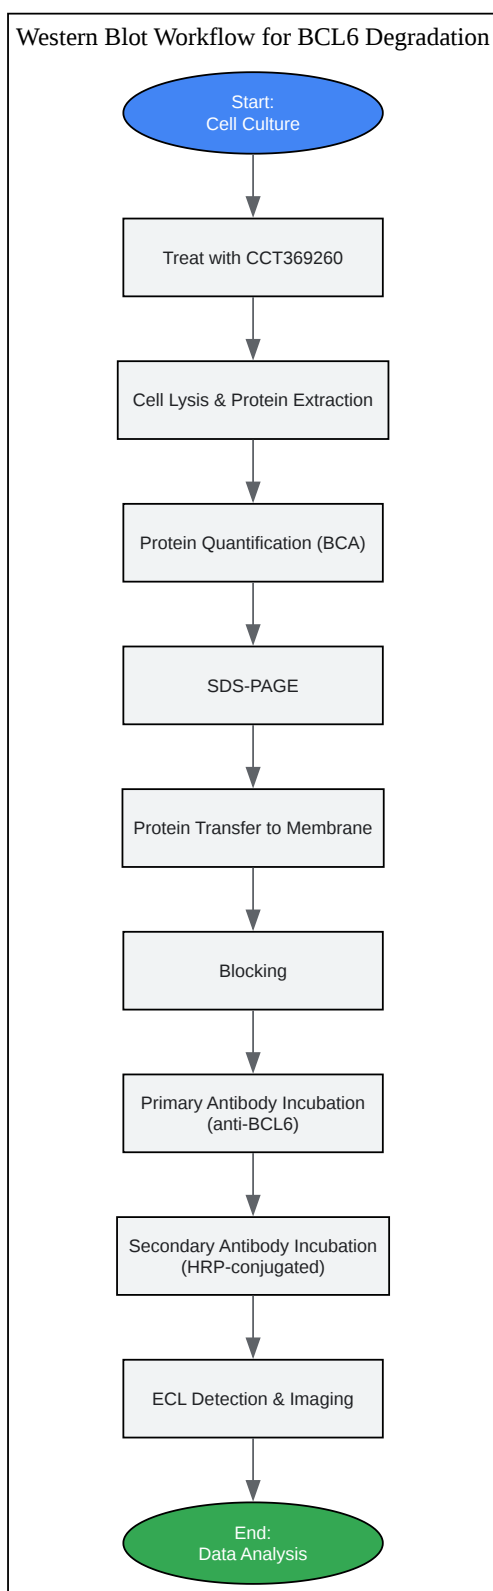 Western Blot Workflow for BCL6 Degradation
Start:
Cell Culture
Treat with CCT369260
Cell Lysis & Protein Extraction
Protein Quantification (BCA)
SDS-PAGE
Protein Transfer to Membrane
Blocking
Primary Antibody Incubation
(anti-BCL6)
Secondary Antibody Incubation
(HRP-conjugated)
ECL Detection & Imaging
End:
Data Analysis